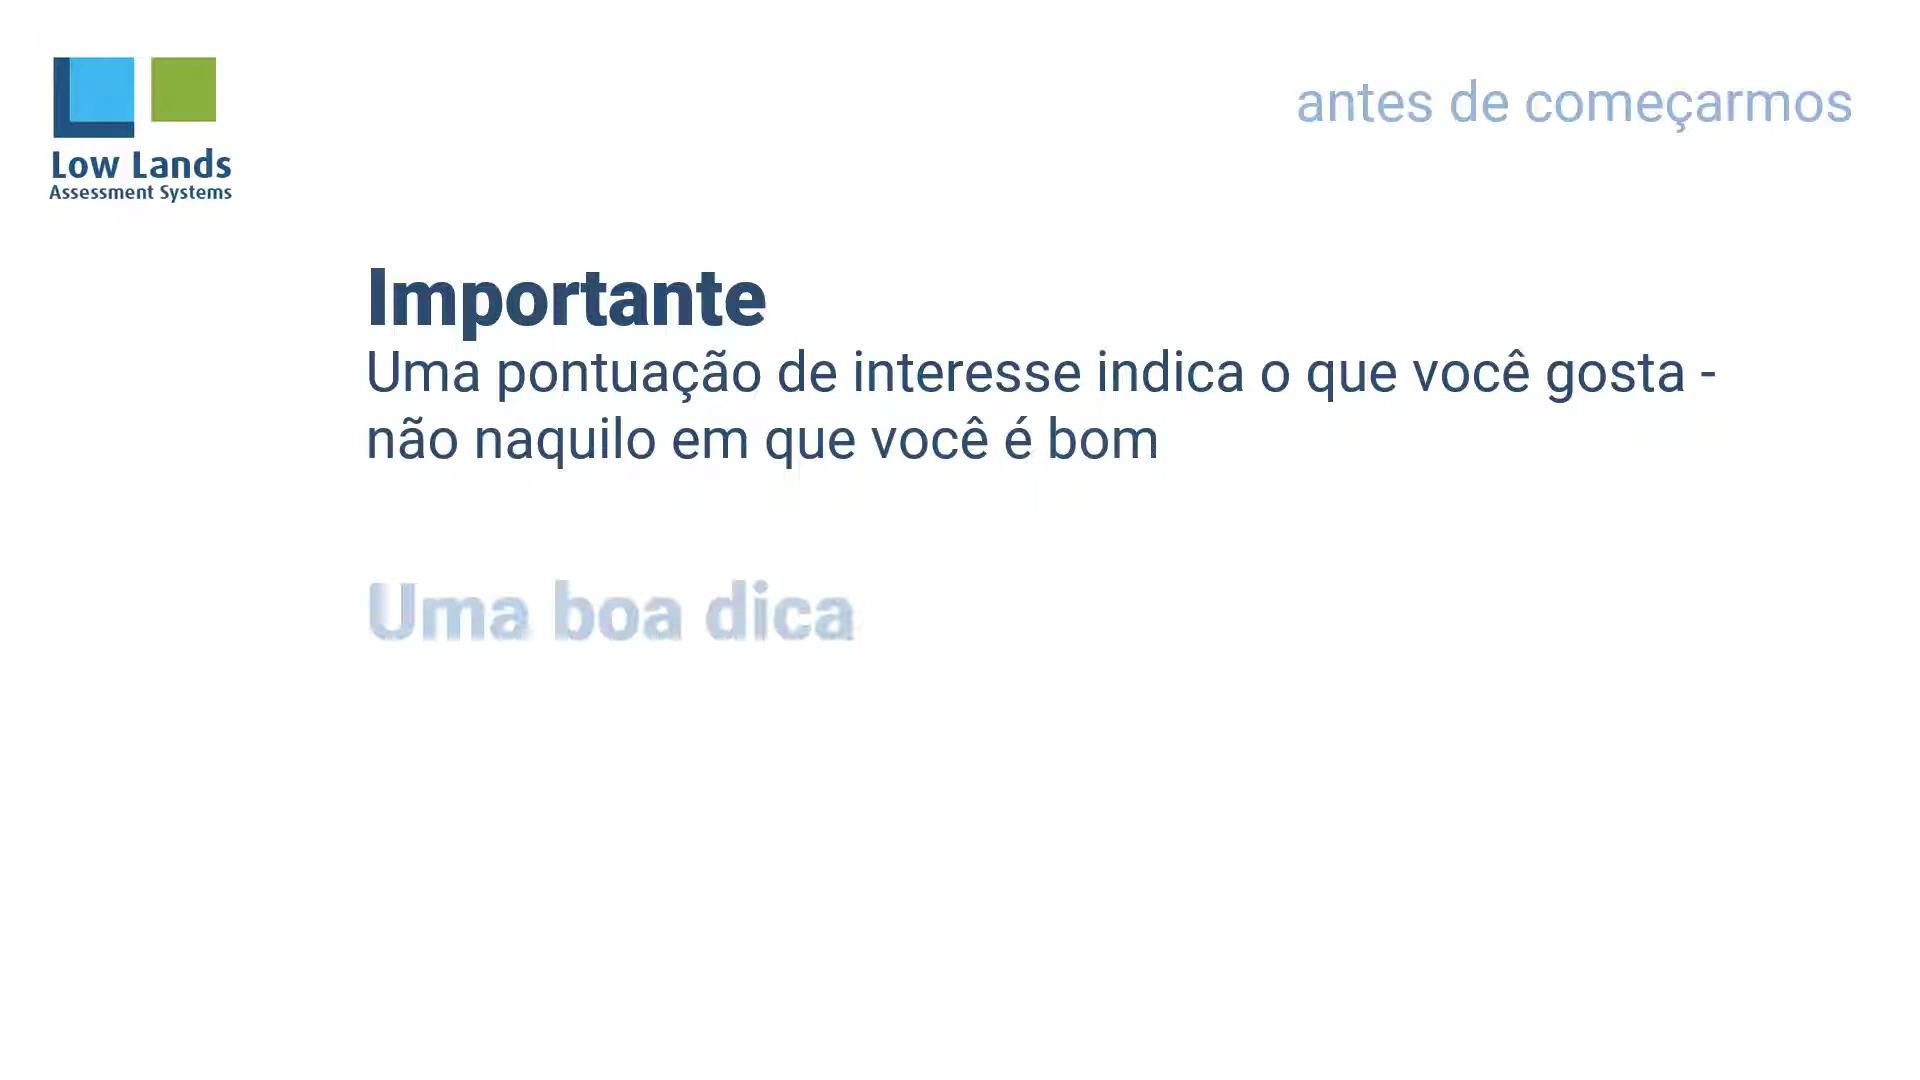 Low Lands
Assessment Systems
antes de começarmos
Importante
Uma pontuação de interesse indica o que você gosta -
não naquilo em que você é bom
Uma boa dica